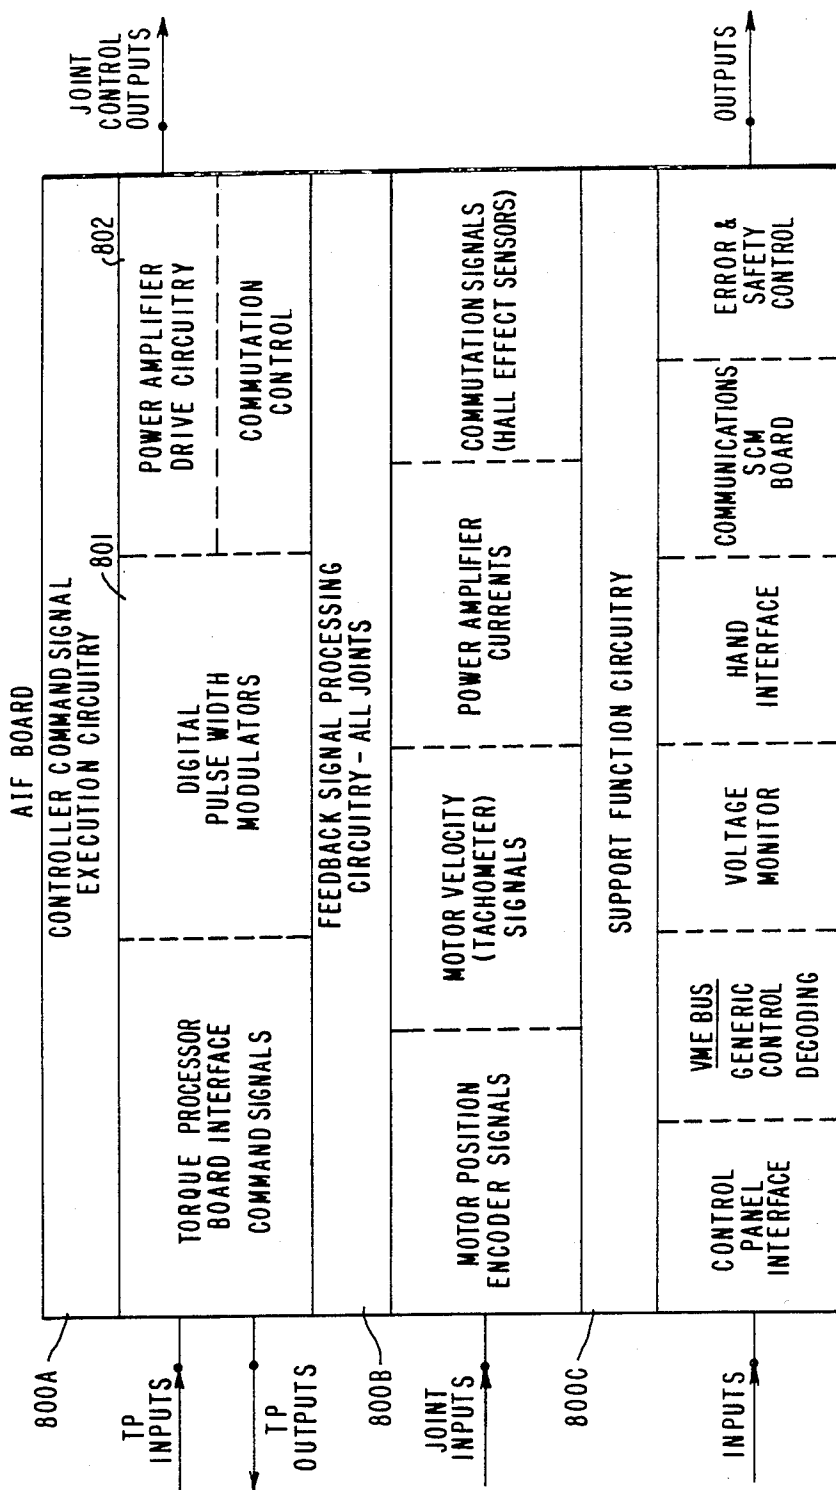 AIF BOARD
CONTROLLER COMMAND SIGNAL
EXECUTION CIRCUITRY
800A
TP
INPUTS
TP
OUTPUTS
TORQUE PROCESSOR
BOARD INTERFACE
COMMAND SIGNALS
801
DIGITAL
PULSE WIDTH
MODULATORS
802
POWER AMPLIFIER
DRIVE CIRCUITRY
COMMUTATION
CONTROL
JOINT
CONTROL
OUTPUTS
FEEDBACK SIGNAL PROCESSING
CIRCUITRY - ALL JOINTS
800B
JOINT
INPUTS
MOTOR POSITION
ENCODER SIGNALS
MOTOR VELOCITY
(TACHOMETER)
SIGNALS
POWER AMPLIFIER
CURRENTS
COMMUTATION SIGNALS
(HALL EFFECT SENSORS)
SUPPORT FUNCTION CIRCUITRY
800C
INPUTS
CONTROL
PANEL
INTERFACE
VME BUS
GENERIC
CONTROL
DECODING
VOLTAGE
MONITOR
HAND
INTERFACE
COMMUNICATIONS
SCM
BOARD
ERROR &
SAFETY
CONTROL
OUTPUTS